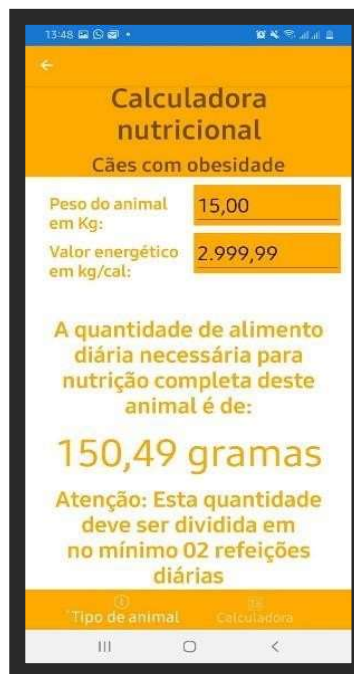 13:48
Calculadora
nutricional
Cães com obesidade
Peso do animal
em Kg:
15,00
Valor energético
em kg/cal:
2.999,99
A quantidade de alimento
diária necessária para
nutrição completa deste
animal é de:
150,49 gramas
Atenção: Esta quantidade
deve ser dividida em
no mínimo 02 refeições
diárias
Tipo de animal
Calculadora